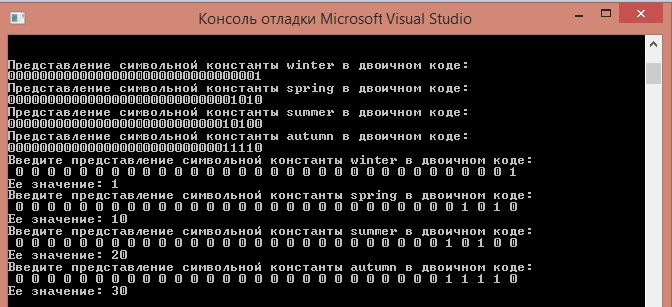 Консоль отладки Microsoft Visual Studio
Представление символьной константы winter в двоичном коде:
00000000000000000000000000000001
Представление символьной константы spring в двоичном коде:
00000000000000000000000000001010
Представление символьной константы summer в двоичном коде:
00000000000000000000000000010100
Представление символьной константы autumn в двоичном коде:
00000000000000000000000000011110
Введите представление символьной константы winter в двоичном коде:
0 0 0 0 0 0 0 0 0 0 0 0 0 0 0 0 0 0 0 0 0 0 0 0 0 0 0 0 0 0 0 1
Ее значение: 1
Введите представление символьной константы spring в двоичном коде:
0 0 0 0 0 0 0 0 0 0 0 0 0 0 0 0 0 0 0 0 0 0 0 0 0 0 0 0 1 0 1 0
Ее значение: 10
Введите представление символьной константы summer в двоичном коде:
0 0 0 0 0 0 0 0 0 0 0 0 0 0 0 0 0 0 0 0 0 0 0 0 0 0 0 1 0 1 0 0
Ее значение: 20
Введите представление символьной константы autumn в двоичном коде:
0 0 0 0 0 0 0 0 0 0 0 0 0 0 0 0 0 0 0 0 0 0 0 0 0 0 0 1 1 1 1 0
Ее значение: 30